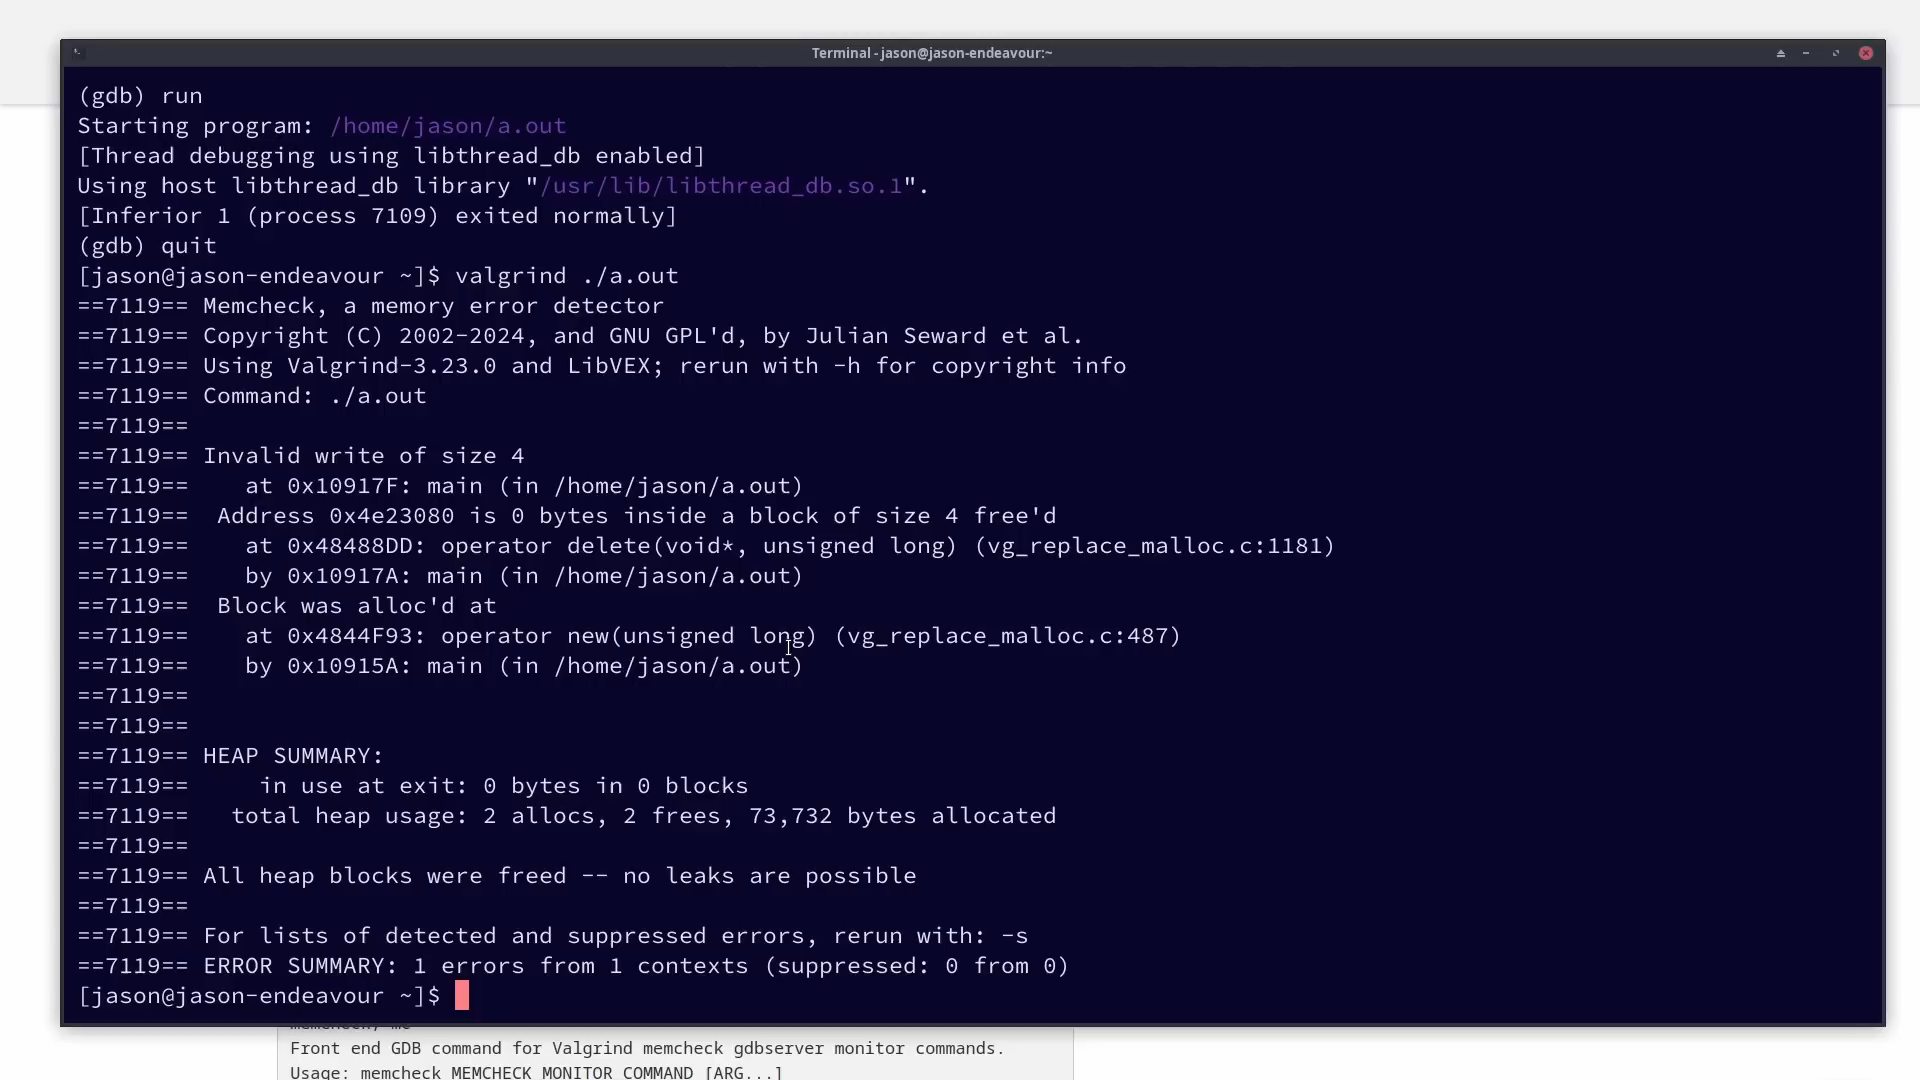 Terminal - jason@jason-endeavour:~
(gdb) run
Starting program: /home/jason/a.out
[Thread debugging using libthread_db enabled]
Using host libthread_db library "/usr/lib/libthread_db.so.1".
[Inferior 1 (process 7109) exited normally]
(gdb) quit
[jason@jason-endeavour ~]$ valgrind ./a.out
==7119== Memcheck, a memory error detector
==7119== Copyright (C) 2002-2024, and GNU GPL'd, by Julian Seward et al.
==7119== Using Valgrind-3.23.0 and LibVEX; rerun with -h for copyright info
==7119== Command: ./a.out
==7119==
==7119== Invalid write of size 4
==7119==    at 0x10917F: main (in /home/jason/a.out)
==7119==  Address 0x4e23080 is 0 bytes inside a block of size 4 free'd
==7119==    at 0x48488DD: operator delete(void*, unsigned long) (vg_replace_malloc.c:1181)
==7119==    by 0x10917A: main (in /home/jason/a.out)
==7119==  Block was alloc'd at
==7119==    at 0x4844F93: operator new(unsigned long) (vg_replace_malloc.c:487)
==7119==    by 0x10915A: main (in /home/jason/a.out)
==7119==
==7119==
==7119== HEAP SUMMARY:
==7119==     in use at exit: 0 bytes in 0 blocks
==7119==   total heap usage: 2 allocs, 2 frees, 73,732 bytes allocated
==7119==
==7119== All heap blocks were freed -- no leaks are possible
==7119==
==7119== For lists of detected and suppressed errors, rerun with: -s
==7119== ERROR SUMMARY: 1 errors from 1 contexts (suppressed: 0 from 0)
[jason@jason-endeavour ~]$
Front end GDB command for Valgrind memcheck gdbserver monitor commands.
Usage: memcheck MEMCHECK_MONITOR_COMMAND [ARG...]